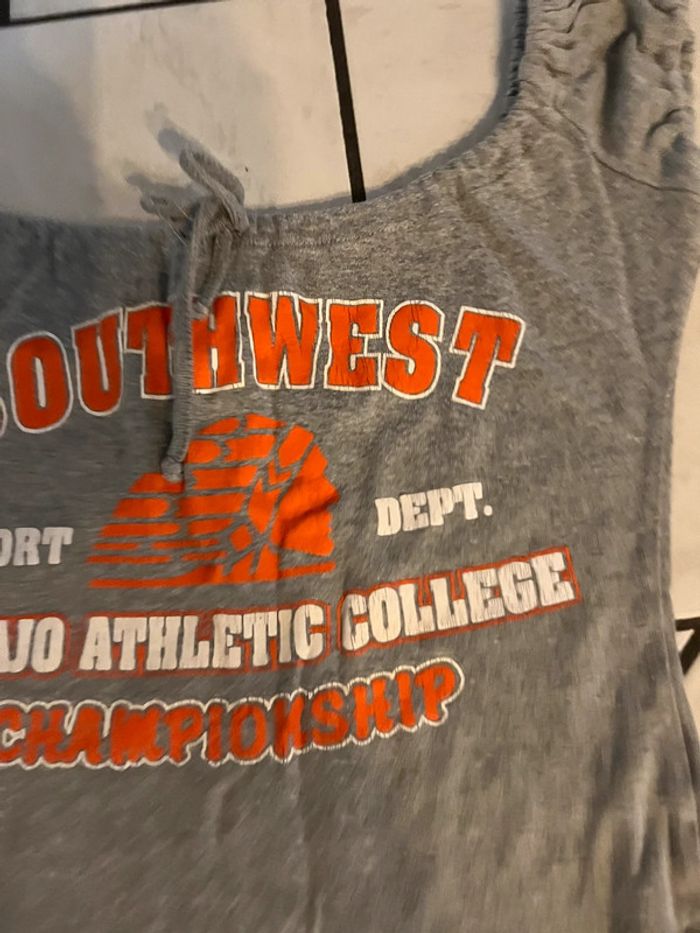 OUTHWEST
ORT DEPT.
JO ATHLETIC COLLEGE
CHAMPIONSHIP